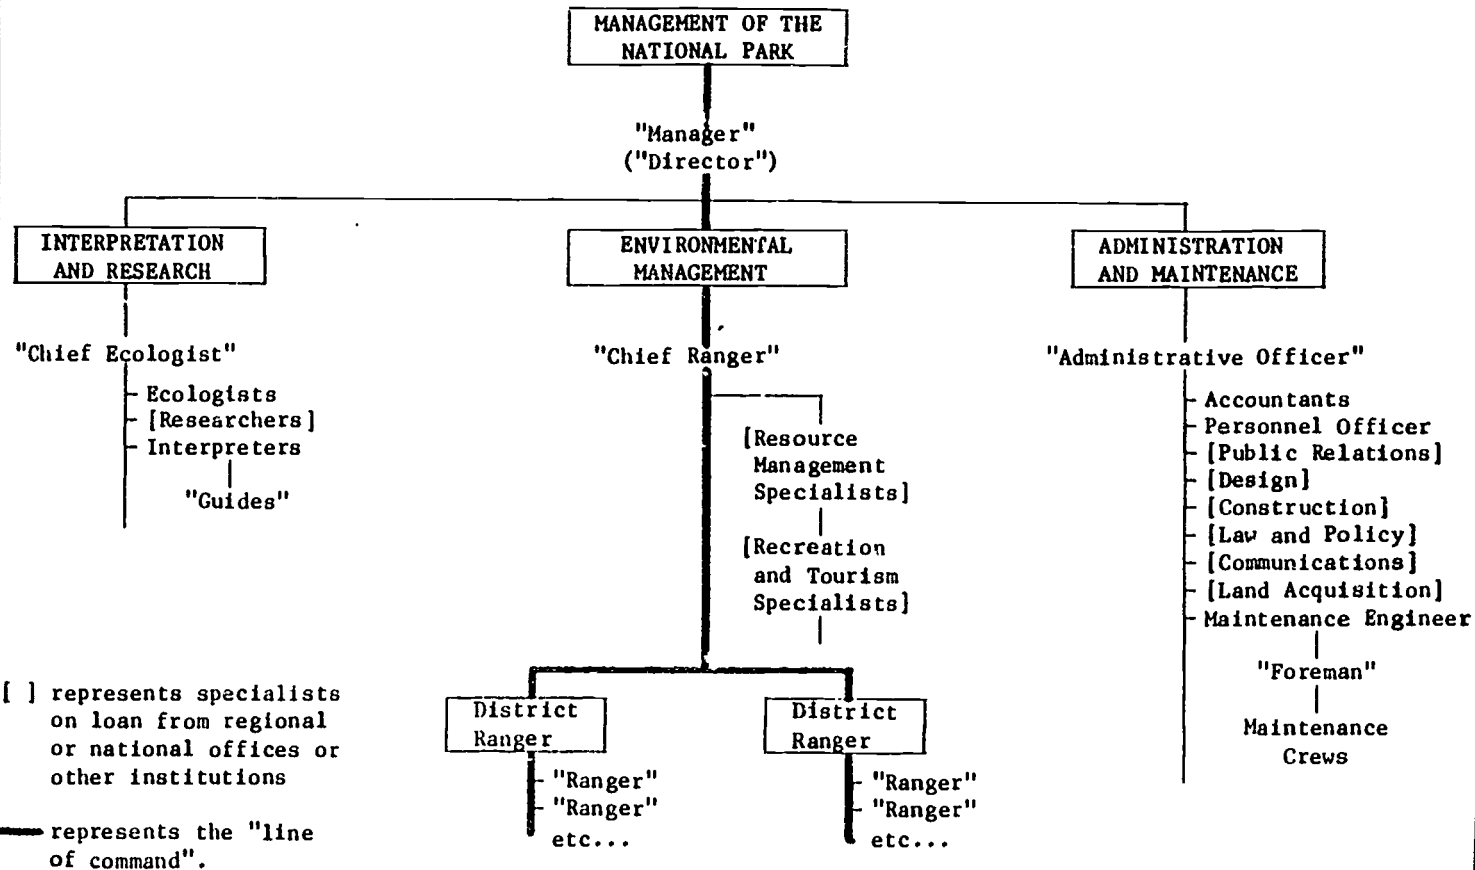 MANAGEMENT OF THE
NATIONAL PARK
"Manager"
("Director")
INTERPRETATION
AND RESEARCH
"Chief Ecologist"
Ecologists
[Researchers]
Interpreters
"Guides"
ENVIRONMENTAL
MANAGEMENT
"Chief Ranger"
[Resource
Management
Specialists]
[Recreation
and Tourism
Specialists]
District
Ranger
"Ranger"
"Ranger"
etc...
District
Ranger
"Ranger"
"Ranger"
etc...
ADMINISTRATION
AND MAINTENANCE
"Administrative Officer"
Accountants
Personnel Officer
[Public Relations]
[Design]
[Construction]
[Law and Policy]
[Communications]
[Land Acquisition]
Maintenance Engineer
"Foreman"
Maintenance
Crews
[ ] represents specialists
on loan from regional
or national offices or
other institutions
represents the "line
of command".